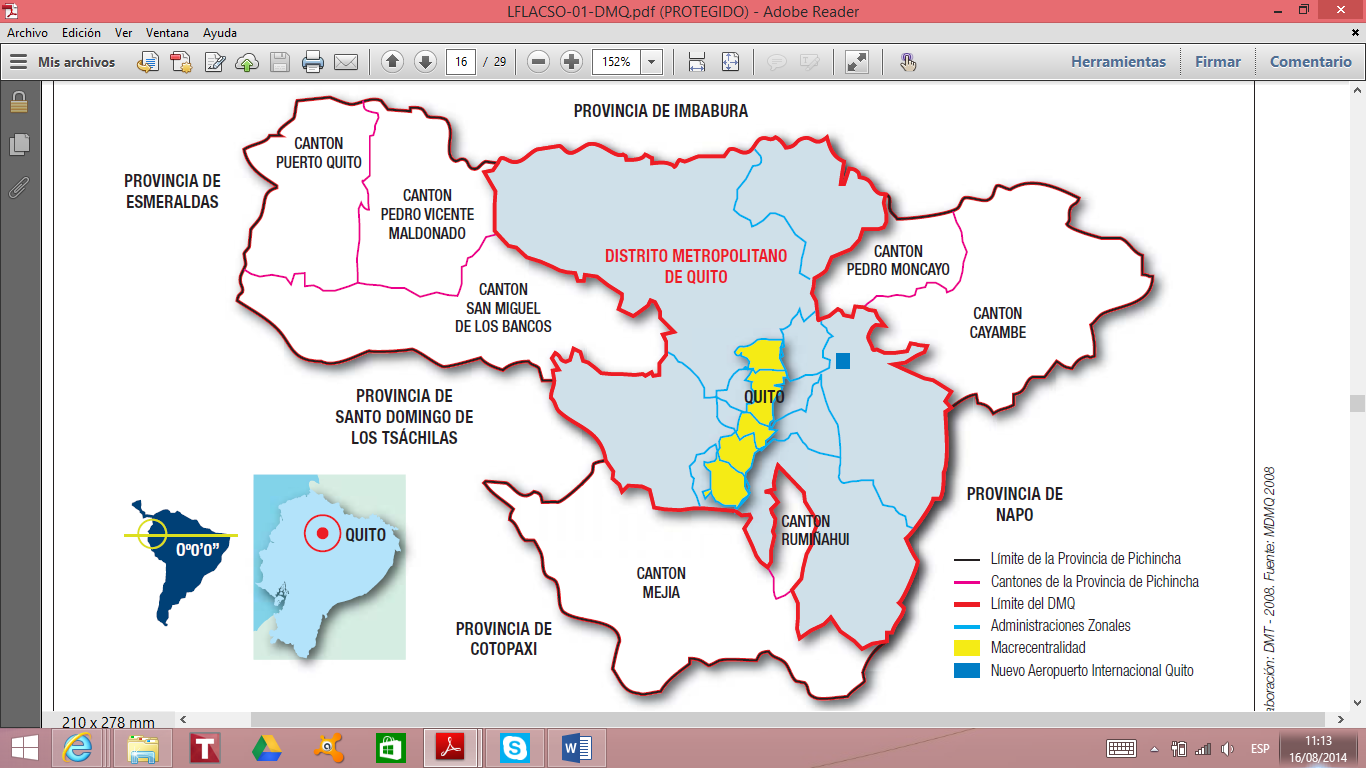 LFLACSO-01-DMQ.pdf (PROTEGIDO) - Adobe Reader
Archivo Edición Ver Ventana Ayuda
Mis archivos
16 / 29
152%
Herramientas
Firmar
Comentario
PROVINCIA DE IMBABURA
CANTON
PUERTO QUITO
PROVINCIA DE
ESMERALDAS
CANTON
PEDRO VICENTE
MALDONADO
DISTRITO METROPOLITANO
DE QUITO
CANTON
PEDRO MONCAYO
CANTON
SAN MIGUEL
DE LOS BANCOS
CANTON
CAYAMBE
PROVINCIA DE
SANTO DOMINGO DE
LOS TSÁCHILAS
QUITO
PROVINCIA DE
NAPO
CANTON
RUMIÑAHUI
QUITO
0º0'0”
CANTON
MEJIA
PROVINCIA DE
COTOPAXI
Límite de la Provincia de Pichincha
Cantones de la Provincia de Pichincha
Límite del DMQ
Administraciones Zonales
Macrecentralidad
Nuevo Aeropuerto Internacional Quito
aboración: DMT - 2008. Fuente: MDMQ 2008
210 x 278 mm
ESP
11:13
16/08/2014